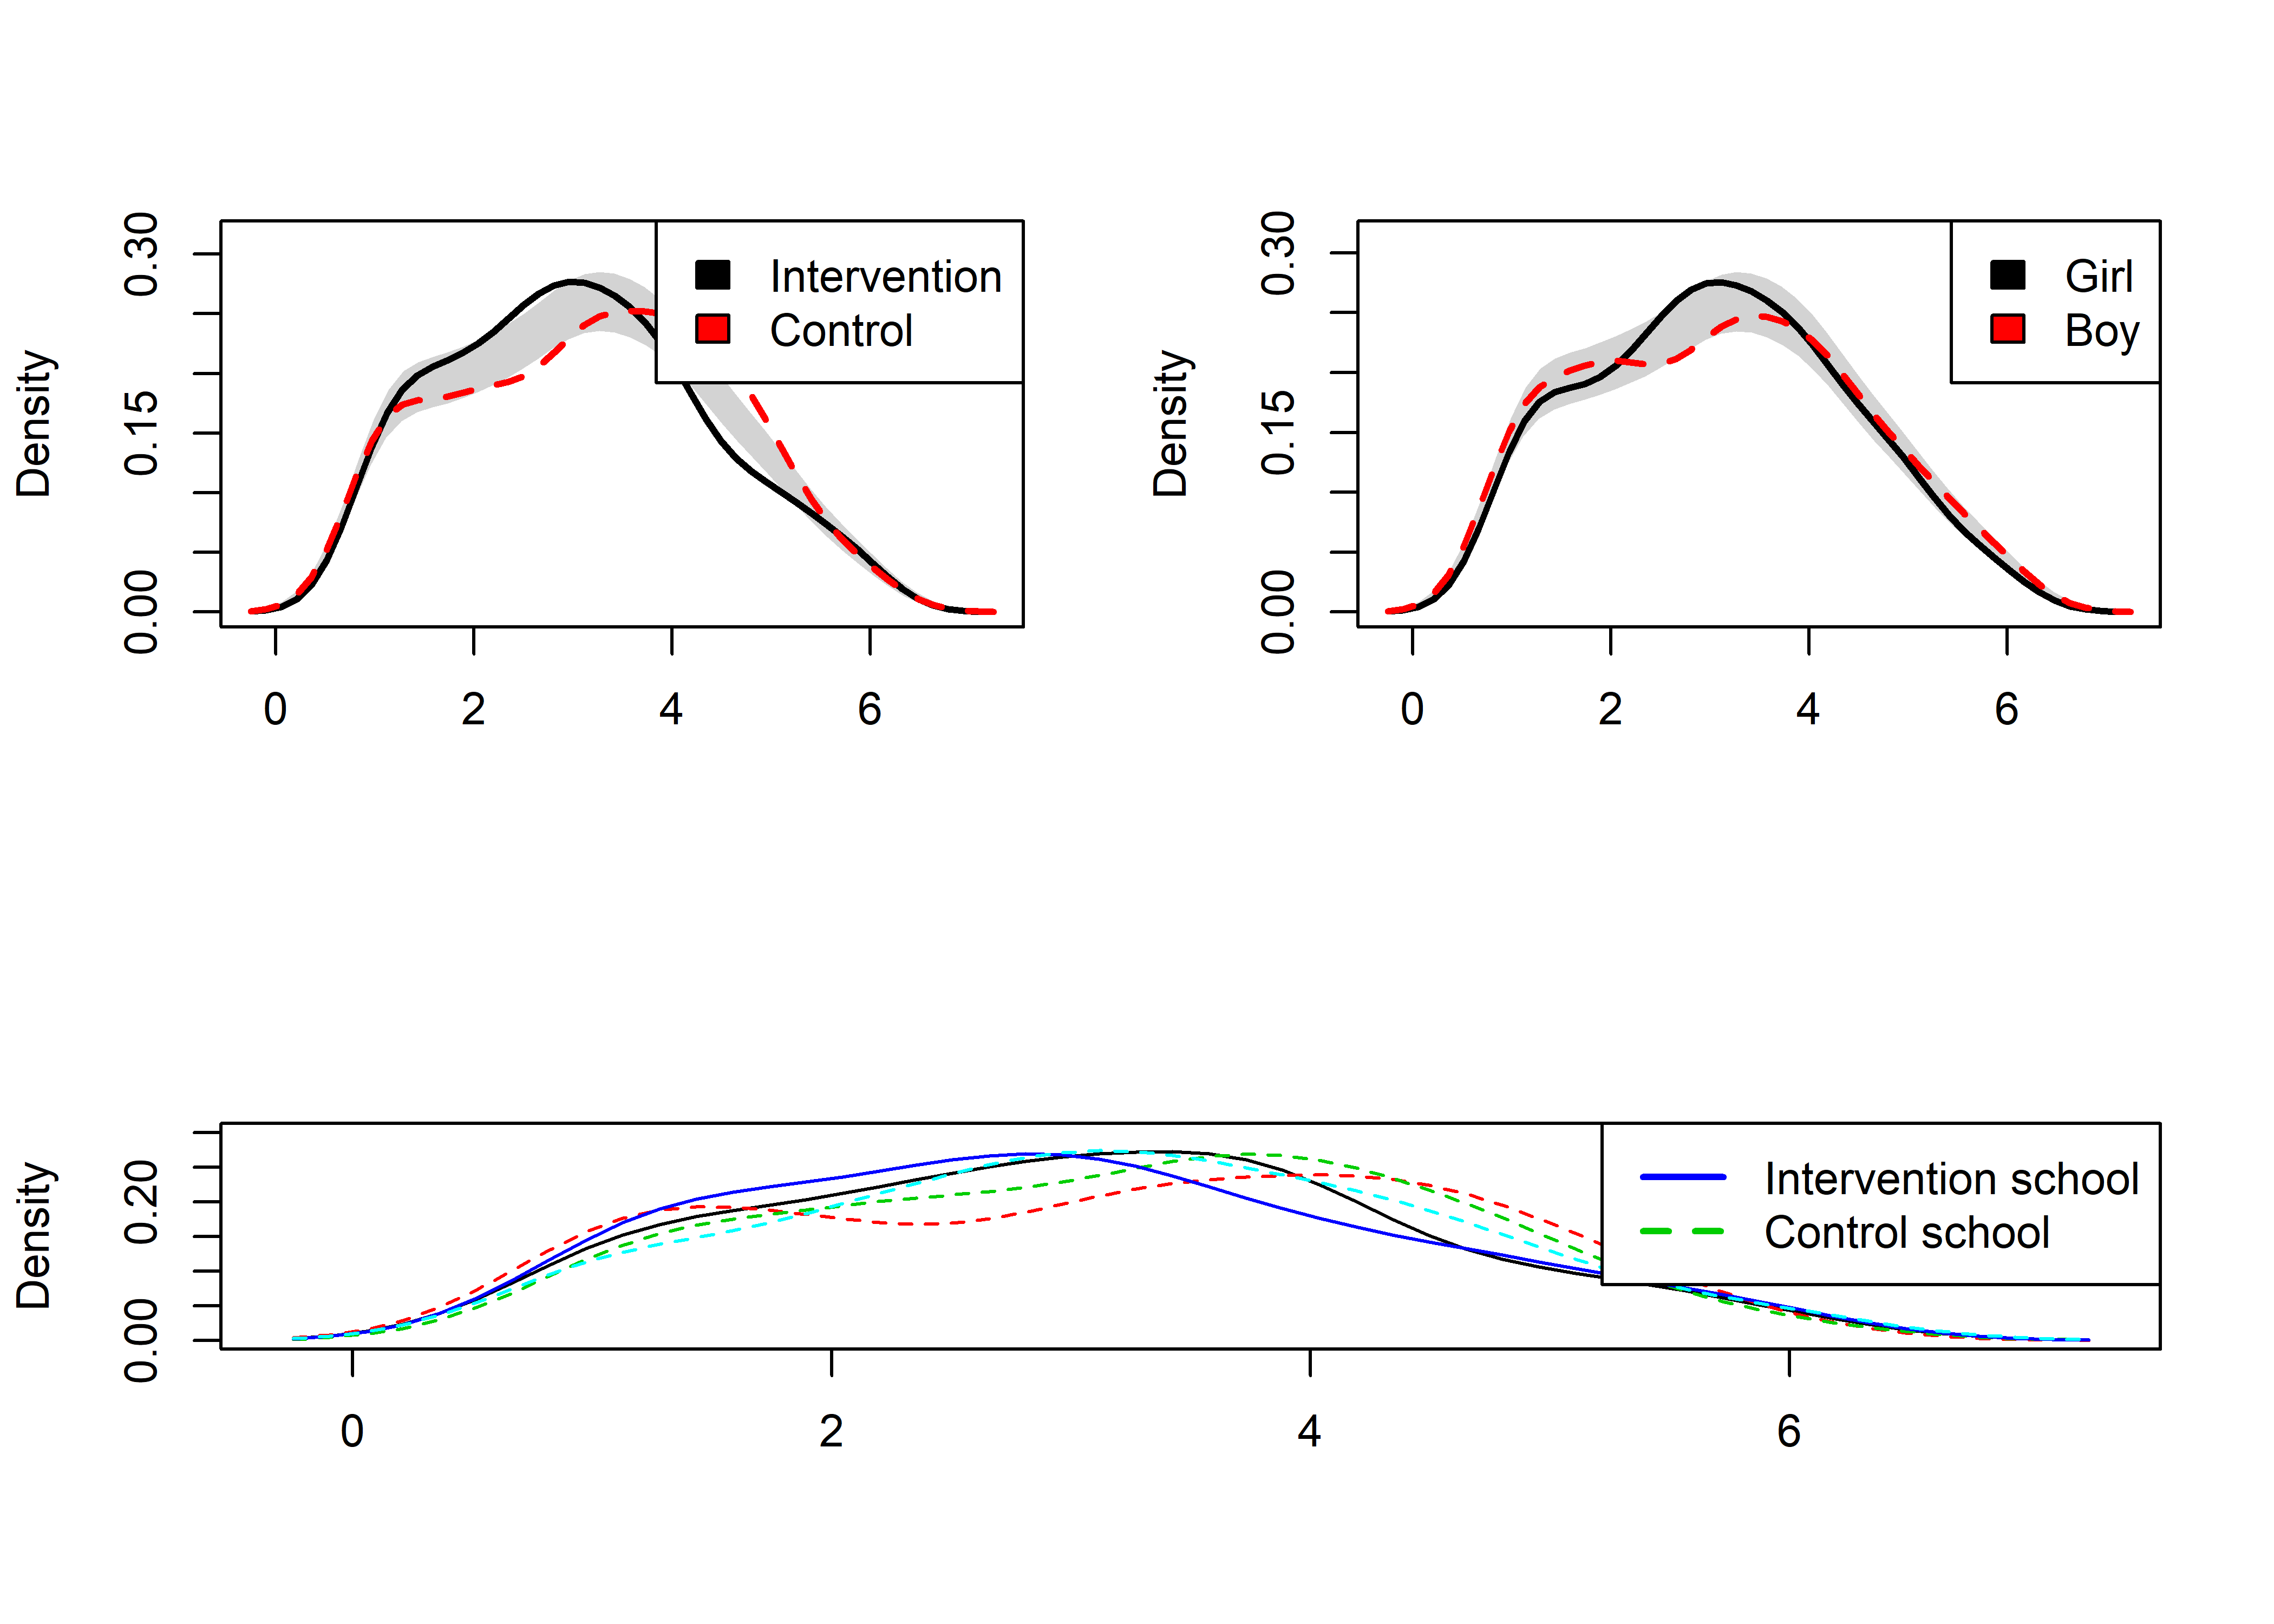 Density
0.00
0.15
0.30
0
2
4
6
Intervention
Control
Density
0.00
0.15
0.30
0
2
4
6
Girl
Boy
Density
0.00
0.20
0
2
4
6
Intervention school
Control school